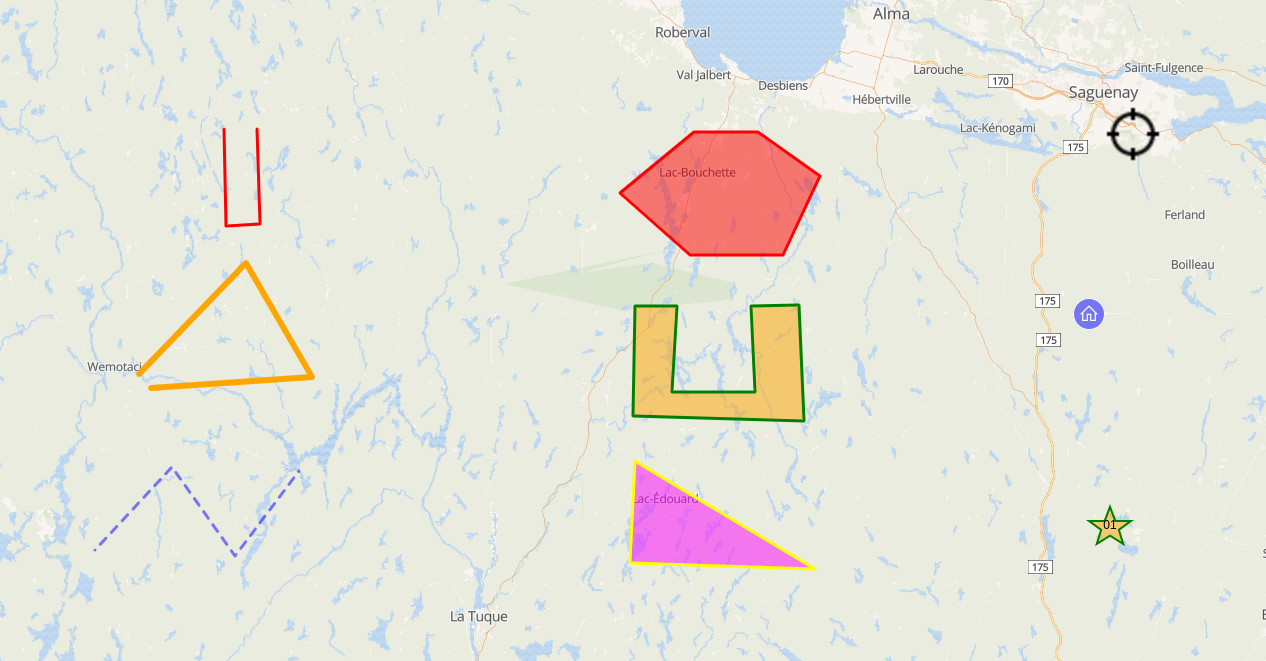 Alma
Roberval
Val Jalbert
Desbiens
Larouche
Saint-Fulgence
170
Saguenay
Hébertville
Lac-Kénogami
175
Lac-Bouchette
Ferland
Boilleau
175
175
Wemotaci
Lac-Édouard
01
175
La Tuque